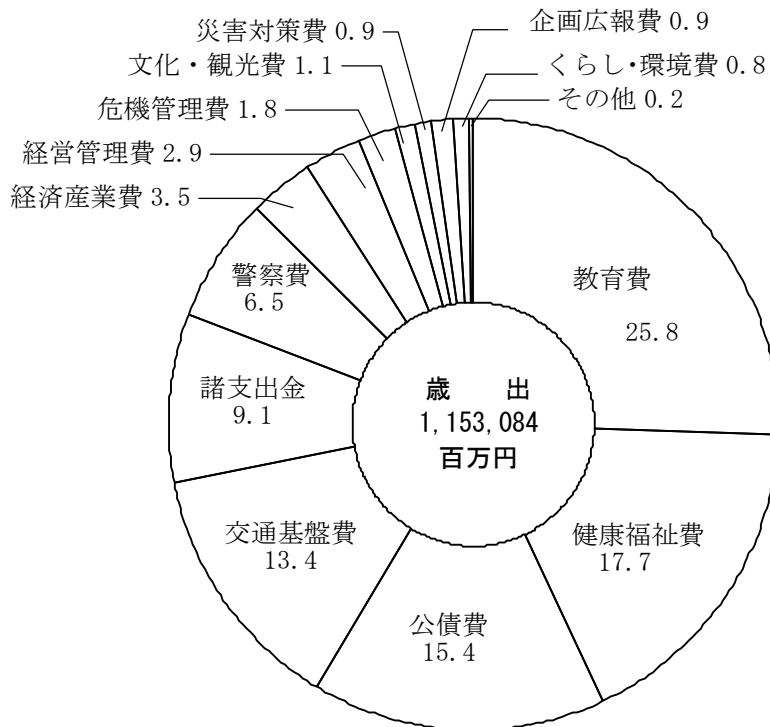 災害対策費 0.9
企画広報費 0.9
文化・観光費 1.1
くらし･環境費 0.8
危機管理費 1.8
その他 0.2
経営管理費 2.9
経済産業費 3.5
警察費
6.5
教育費
25.8
諸支出金
9.1
歳　　出
1,153,084
百万円
交通基盤費
13.4
健康福祉費
17.7
公債費
15.4